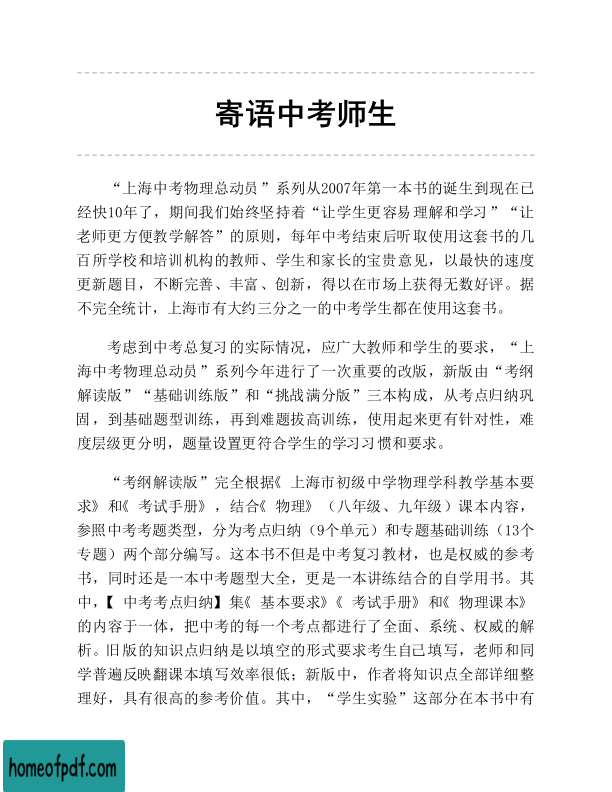 寄语中考师生
“上海中考物理总动员”系列从2007年第一本书的诞生到现在已
经快10年了，期间我们始终坚持着“让学生更容易理解和学习”“让
老师更方便教学解答”的原则，每年中考结束后听取使用这套书的几
百所学校和培训机构的教师、学生和家长的宝贵意见，以最快的速度
更新题目，不断完善、丰富、创新，得以在市场上获得无数好评。据
不完全统计，上海市有大约三分之一的中考学生都在使用这套书。
考虑到中考总复习的实际情况，应广大教师和学生的要求，“上
海中考物理总动员”系列今年进行了一次重要的改版，新版由“考纲
解读版”“基础训练版”和“挑战满分版”三本构成，从考点归纳巩
固，到基础题型训练，再到难题拔高训练，使用起来更有针对性，难
度层级更分明，题量设置更符合学生的学习习惯和要求。
“考纲解读版”完全根据《上海市初级中学物理学科教学基本要
求》和《考试手册》，结合《物理》（八年级、九年级）课本内容，
参照中考考题类型，分为考点归纳（9个单元）和专题基础训练（13个
专题）两个部分编写。这本书不但是中考复习教材，也是权威的参考
书，同时还是一本中考题型大全，更是一本讲练结合的自学用书。其
中，【中考考点归纳】集《基本要求》《考试手册》和《物理课本》
的内容于一体，把中考的每一个考点都进行了全面、系统、权威的解
析。旧版的知识点归纳是以填空的形式要求考生自己填写，老师和同
学普遍反映翻课本填写效率很低；新版中，作者将知识点全部详细整
理好，具有很高的参考价值。其中，“学生实验”这部分在本书中有
homeofpdf.com